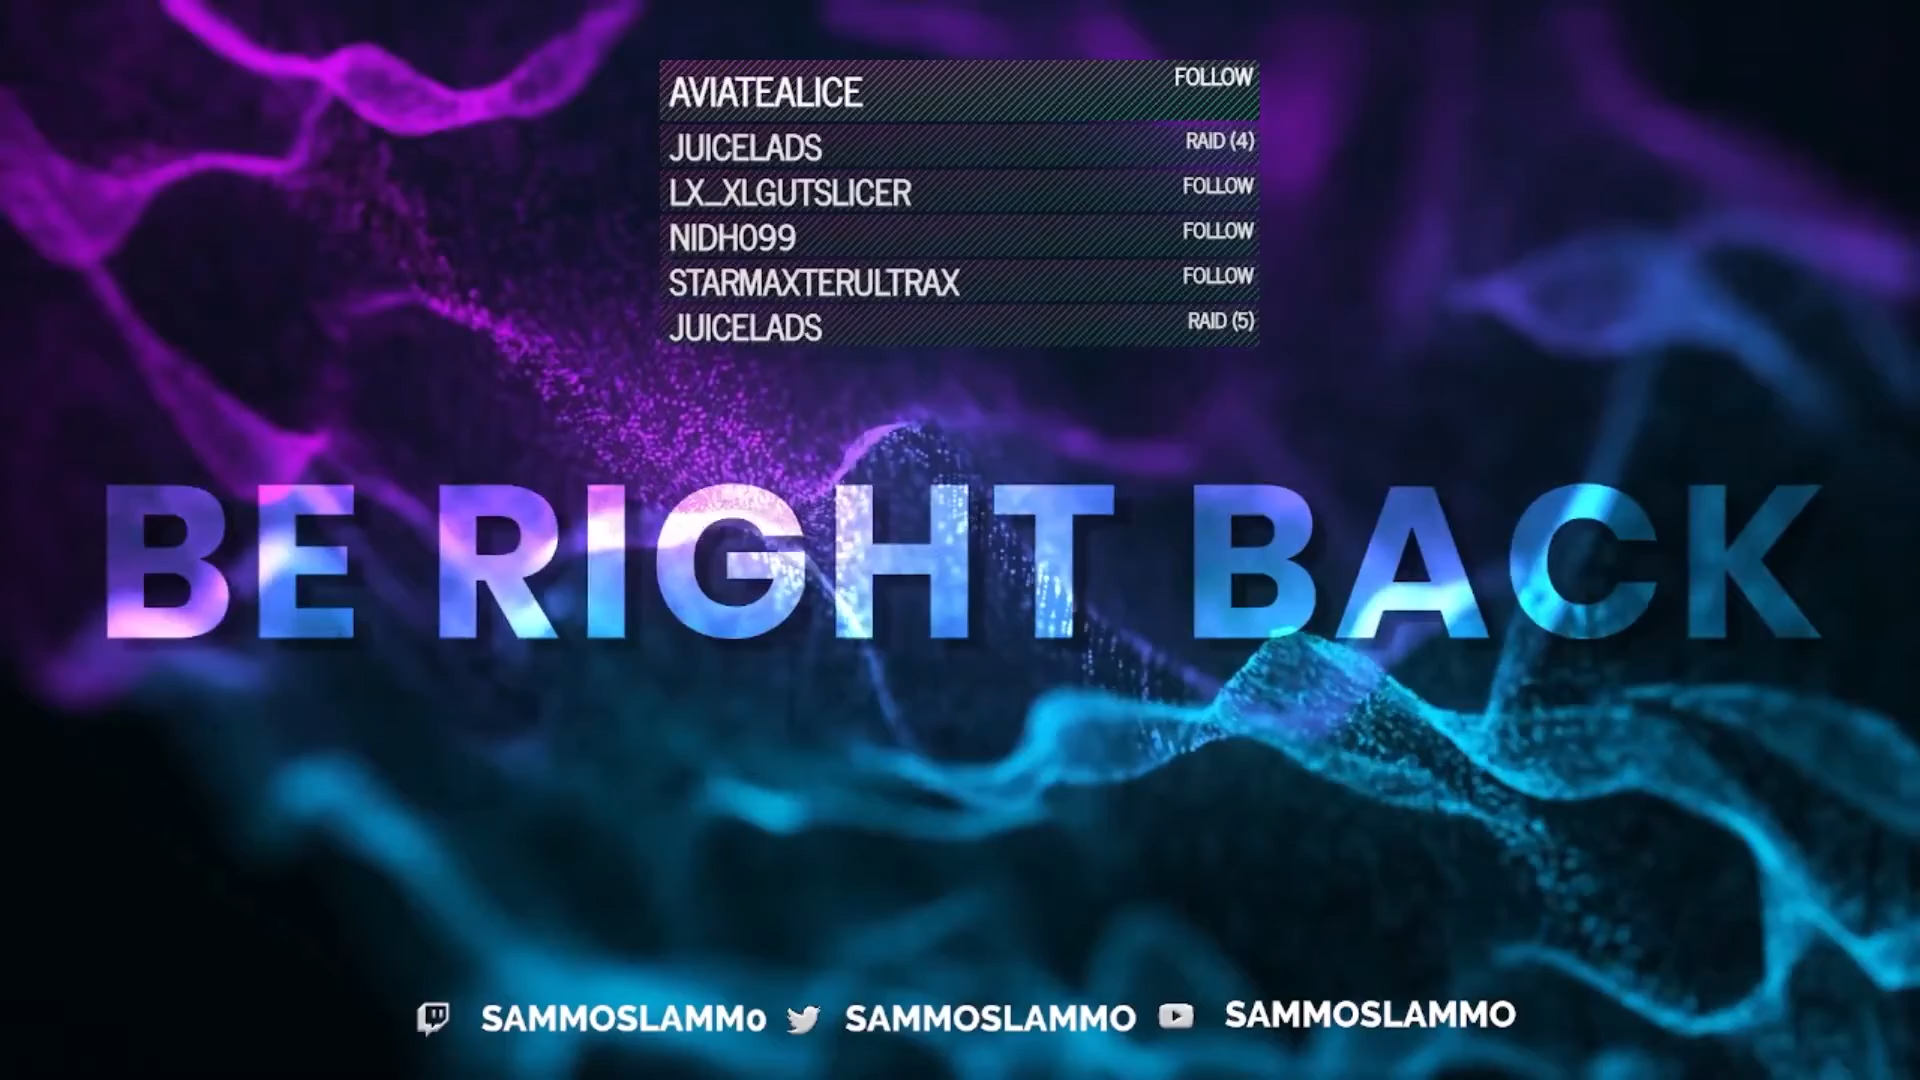 AVIATEALICE FOLLOW
JUICELADS RAID (4)
LX_XLGUTSLICER FOLLOW
NIDH099 FOLLOW
STARMAXTERULTRAX FOLLOW
JUICELADS RAID (5)
BE RIGHT BACK
SAMMOSLAMM0 SAMMOSLAMMO SAMMOSLAMMO